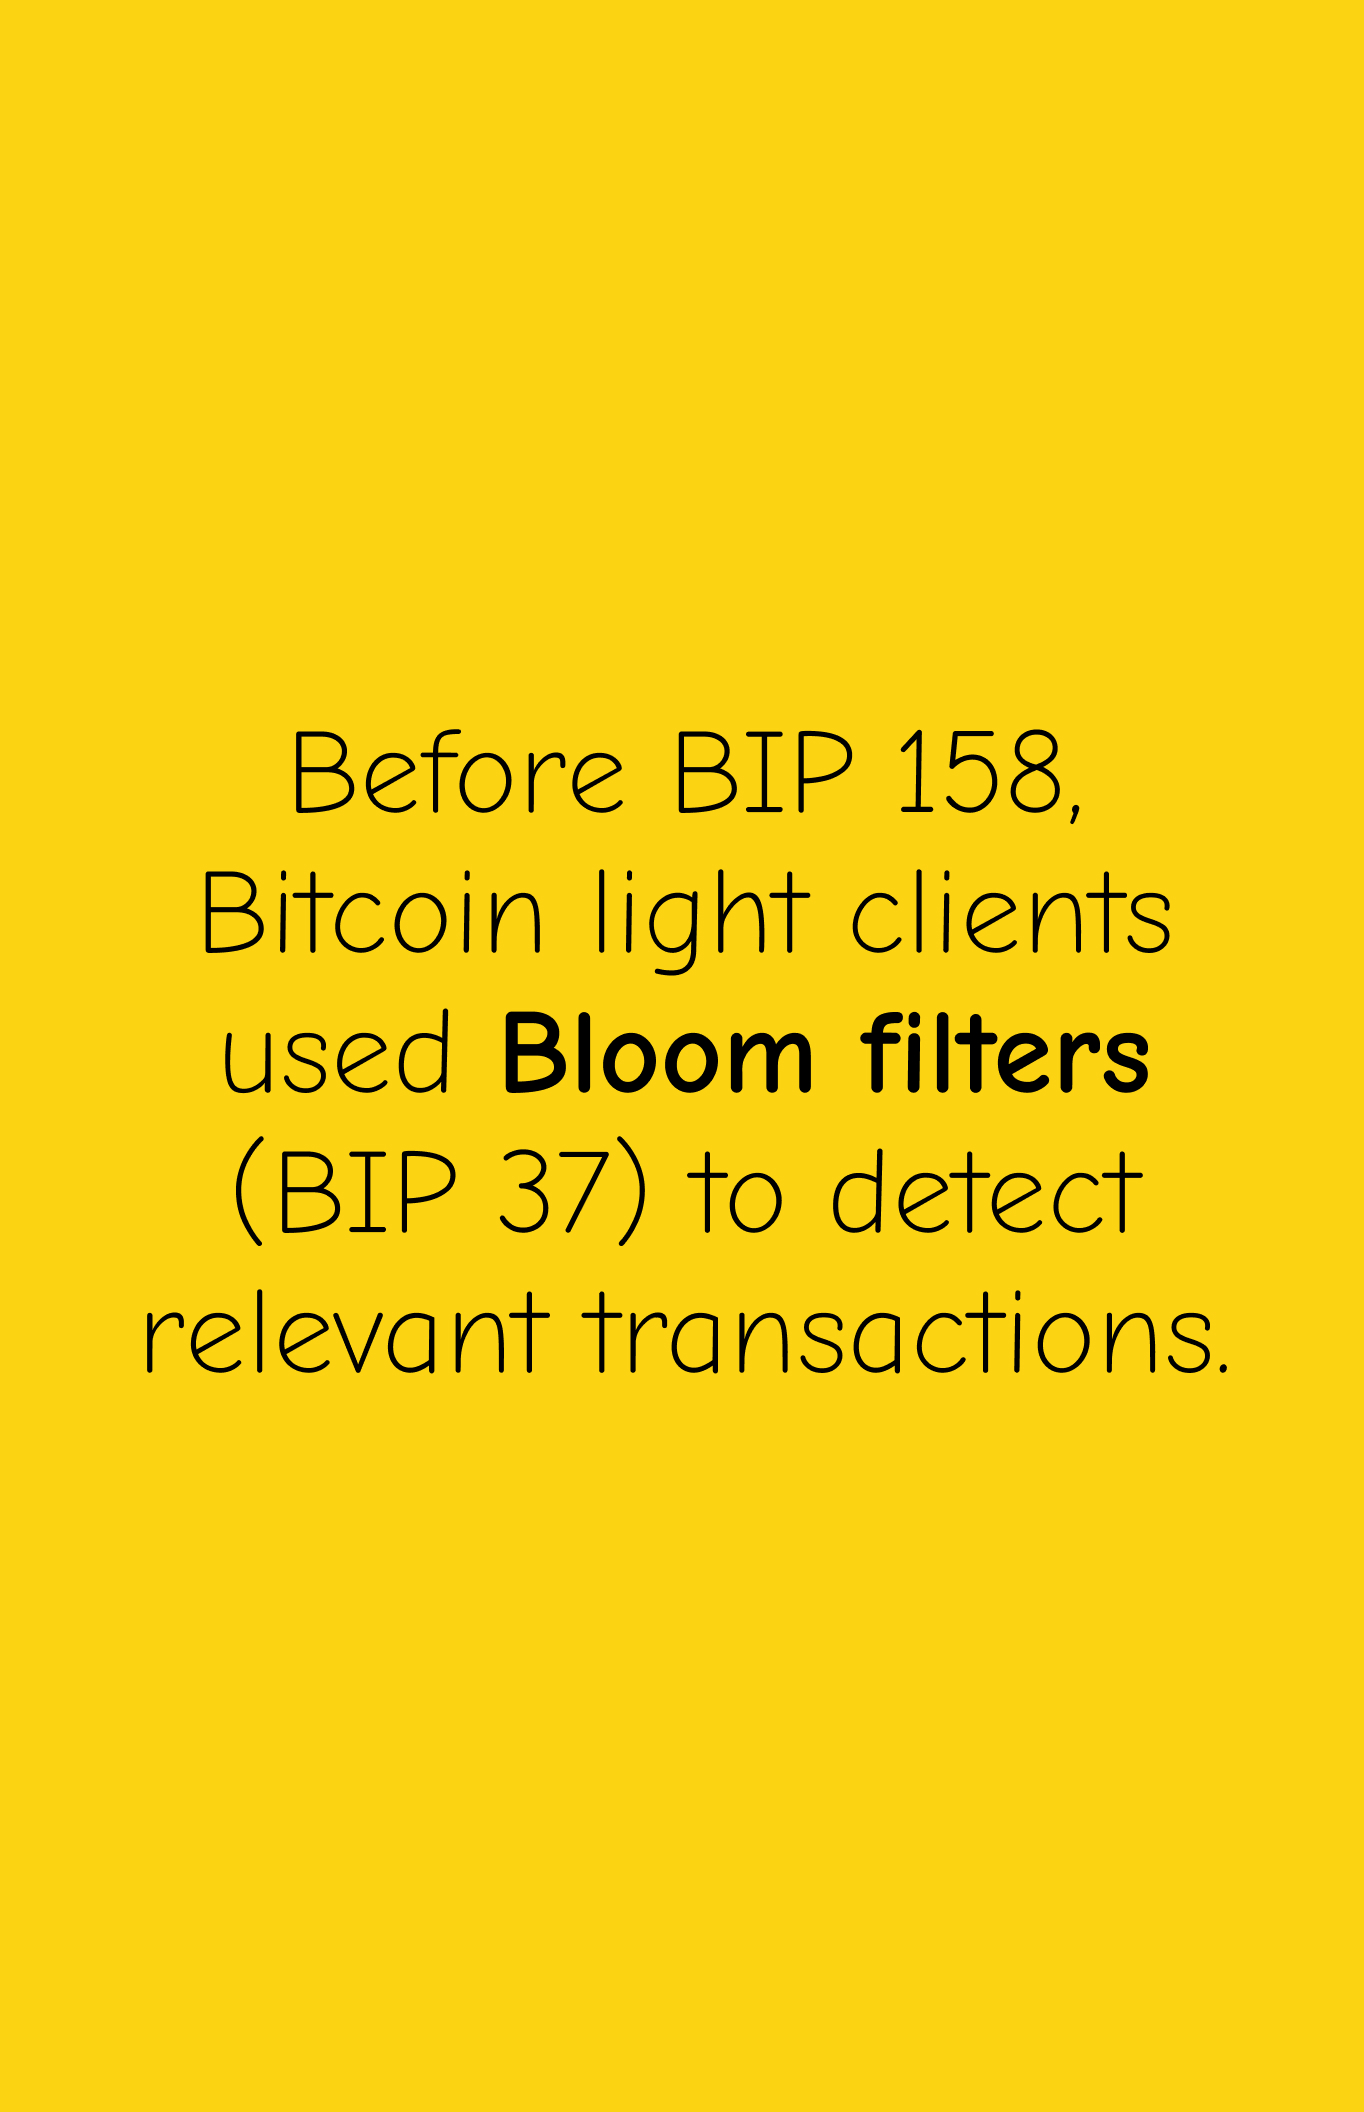 Before BIP 158,
Bitcoin light clients
used Bloom filters
(BIP 37) to detect
relevant transactions.